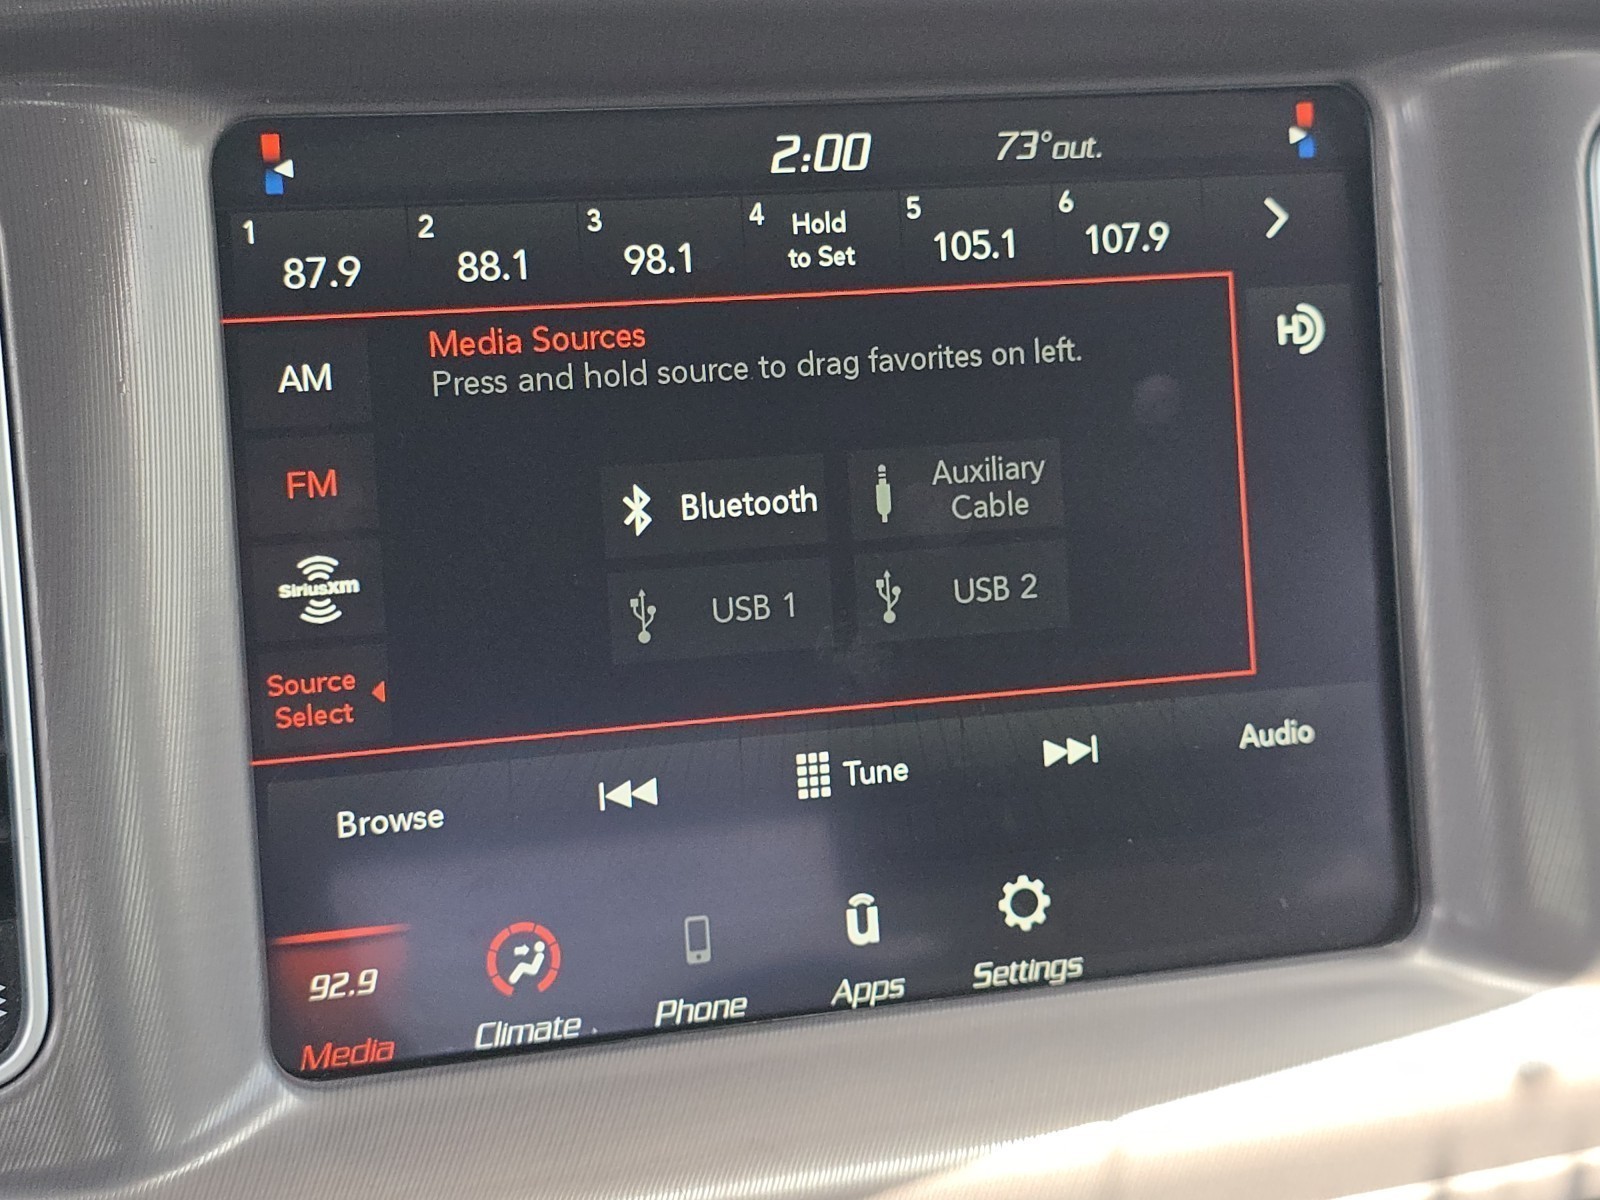 2:00 73°out.
1 87.9
2 88.1
3 98.1
4 Hold
to Set
5 105.1
6 107.9
HD
AM
FM
SiriusXM
Source
Select
Media Sources
Press and hold source to drag favorites on left.
Bluetooth
Auxiliary
Cable
USB 1
USB 2
Browse
Tune
Audio
92.9
Media
Climate
Phone
u
Apps
Settings